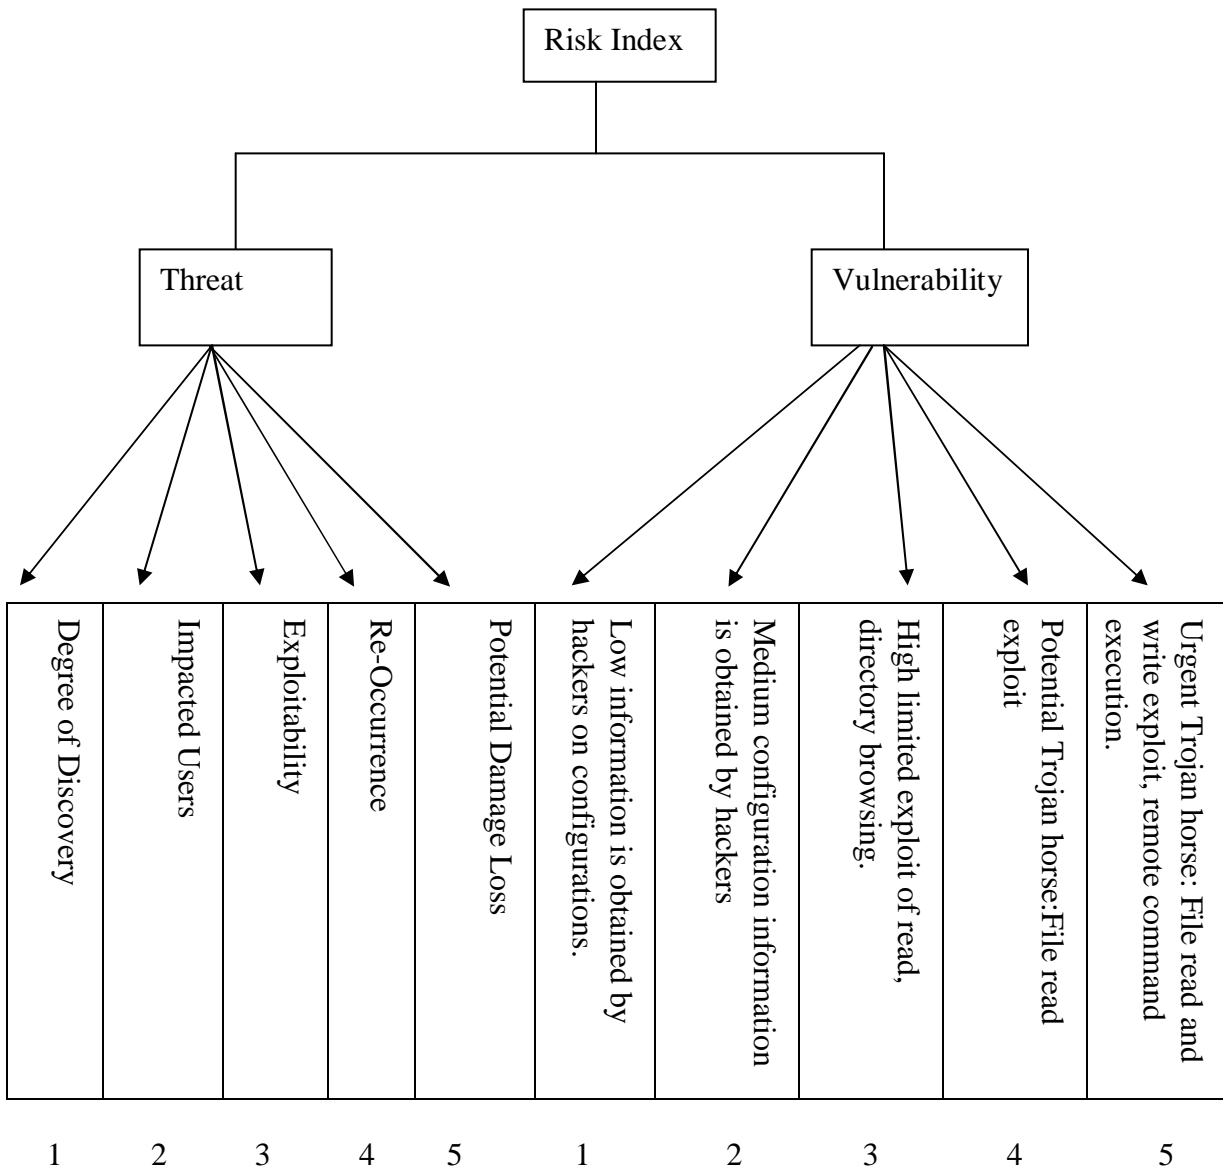 Risk Index
Threat
Vulnerability
Degree of Discovery
Impacted Users
Exploitability
Re-Occurrence
Potential Damage Loss
Low information is obtained by
hackers on configurations.
Medium configuration information
is obtained by hackers
High limited exploit of read,
directory browsing.
Potential Trojan horse:File read
exploit
Urgent Trojan horse: File read and
write exploit, remote command
execution.
1 2 3 4 5 1 2 3 4 5